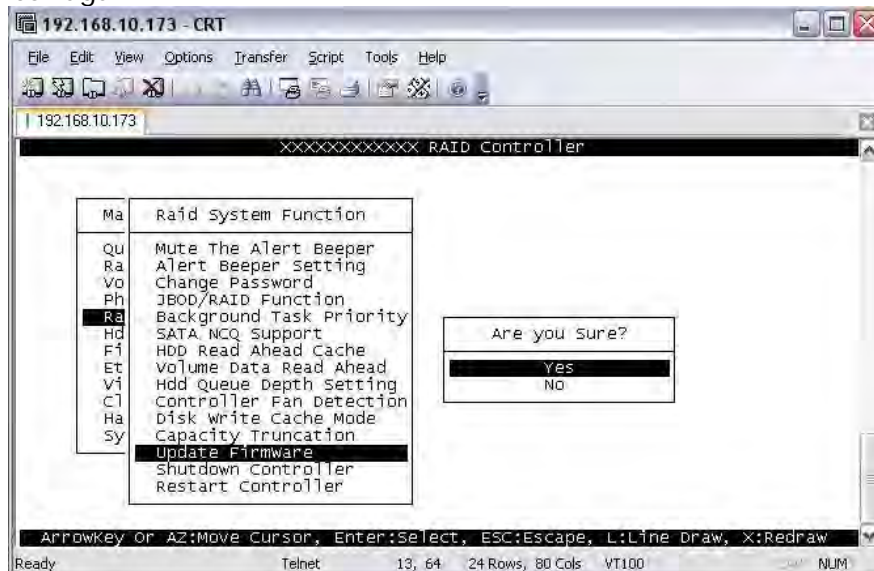 192.168.10.173 - CRT
File Edit View Options Transfer Script Tools Help
192.168.10.173
XXXXXXXXXXXX RAID Controller
Ma
Qu
Ra
Vo
Ph
Ra
Hd
Fi
Et
Vi
Cl
Ha
Sy
Raid System Function
Mute The Alert Beeper
Alert Beeper Setting
Change Password
JBOD/RAID Function
Background Task Priority
SATA NCQ Support
HDD Read Ahead Cache
Volume Data Read Ahead
Hdd Queue Depth Setting
Controller Fan Detection
Disk Write Cache Mode
Capacity Truncation
Update Firmware
Shutdown Controller
Restart Controller
Are you Sure?
Yes
No
ArrowKey Or AZ:Move Cursor, Enter:Select, ESC:Escape, L:Line Draw, X:Redraw
Ready Telnet 13, 64 24 Rows, 80 Cols VT100 NUM